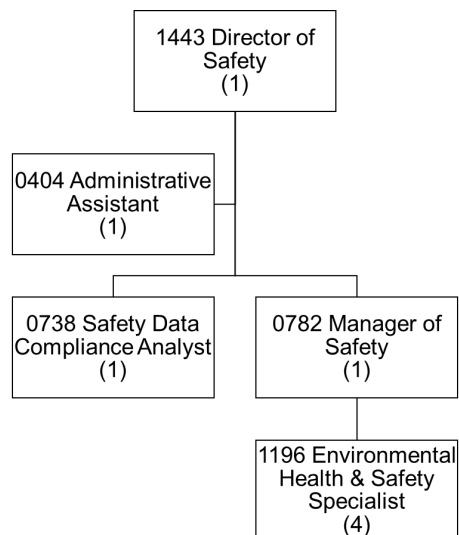 1443 Director of
Safety
(1)
0404 Administrative
Assistant
(1)
0738 Safety Data
Compliance Analyst
(1)
0782 Manager of
Safety
(1)
1196 Environmental
Health & Safety
Specialist
(4)